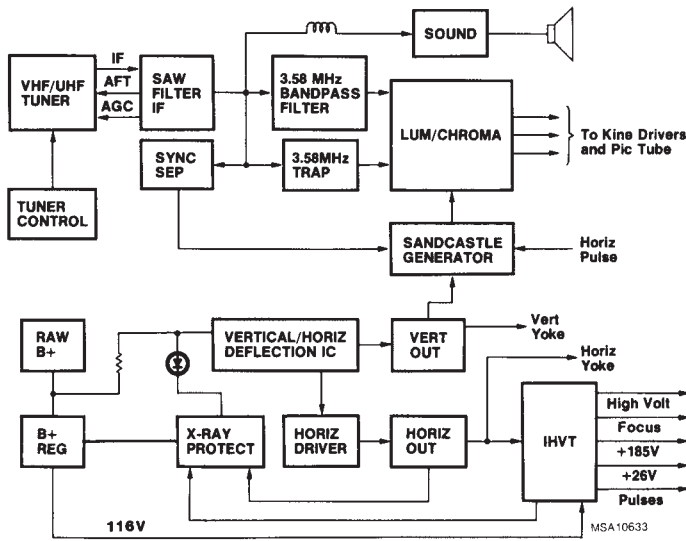 VHF/UHF
TUNER
IF
AFT
AGC
SAW
FILTER
IF
3.58 MHz
BANDPASS
FILTER
SOUND
LUM/CHROMA
To Kine Drivers
and Pic Tube
SYNC
SEP
3.58MHz
TRAP
TUNER
CONTROL
SANDCASTLE
GENERATOR
Horiz
Pulse
RAW
B+
VERTICAL/HORIZ
DEFLECTION IC
VERT
OUT
Vert
Yoke
Horiz
Yoke
B+
REG
X-RAY
PROTECT
HORIZ
DRIVER
HORIZ
OUT
IHVT
High Volt
Focus
+185V
+26V
Pulses
116V
MSA10633